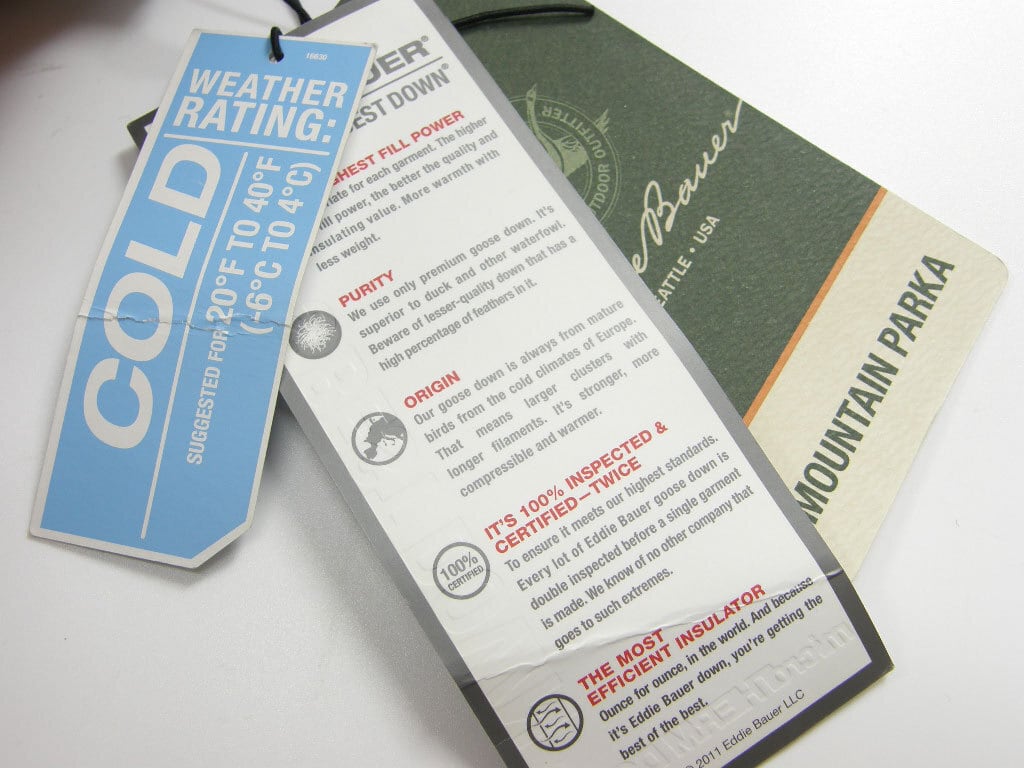 16630
WEATHER
RATING:
COLD
SUGGESTED FOR 20°F TO 40°F
(-6°C TO 4°C)
EST DOWN®
HEST FILL POWER
for each garment. The higher
fill power, the better the quality and
insulating value. More warmth with
less weight.
PURITY
We use only premium goose down. It's
superior to duck and other waterfowl.
Beware of lesser-quality down that has a
high percentage of feathers in it.
ORIGIN
Our goose down is always from mature
birds from the cold climates of Europe.
That means larger clusters with
longer filaments. It's stronger, more
compressible and warmer.
100%
CERTIFIED
IT'S 100% INSPECTED &
CERTIFIED—TWICE
To ensure it meets our highest standards.
Every lot of Eddie Bauer goose down is
double inspected before a single garment
is made. We know of no other company that
goes to such extremes.
THE MOST
EFFICIENT INSULATOR
Ounce for ounce, in the world. And because
it's Eddie Bauer down, you're getting the
best of the best.
© 2011 Eddie Bauer LLC
OUTDOOR OUTFITTER
e Bauer
SEATTLE • USA
MOUNTAIN PARKA